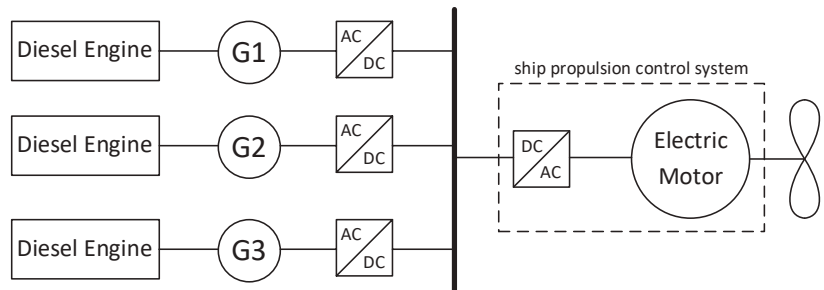 Diesel Engine
G1
AC
DC
Diesel Engine
G2
AC
DC
Diesel Engine
G3
AC
DC
ship propulsion control system
DC
AC
Electric
Motor